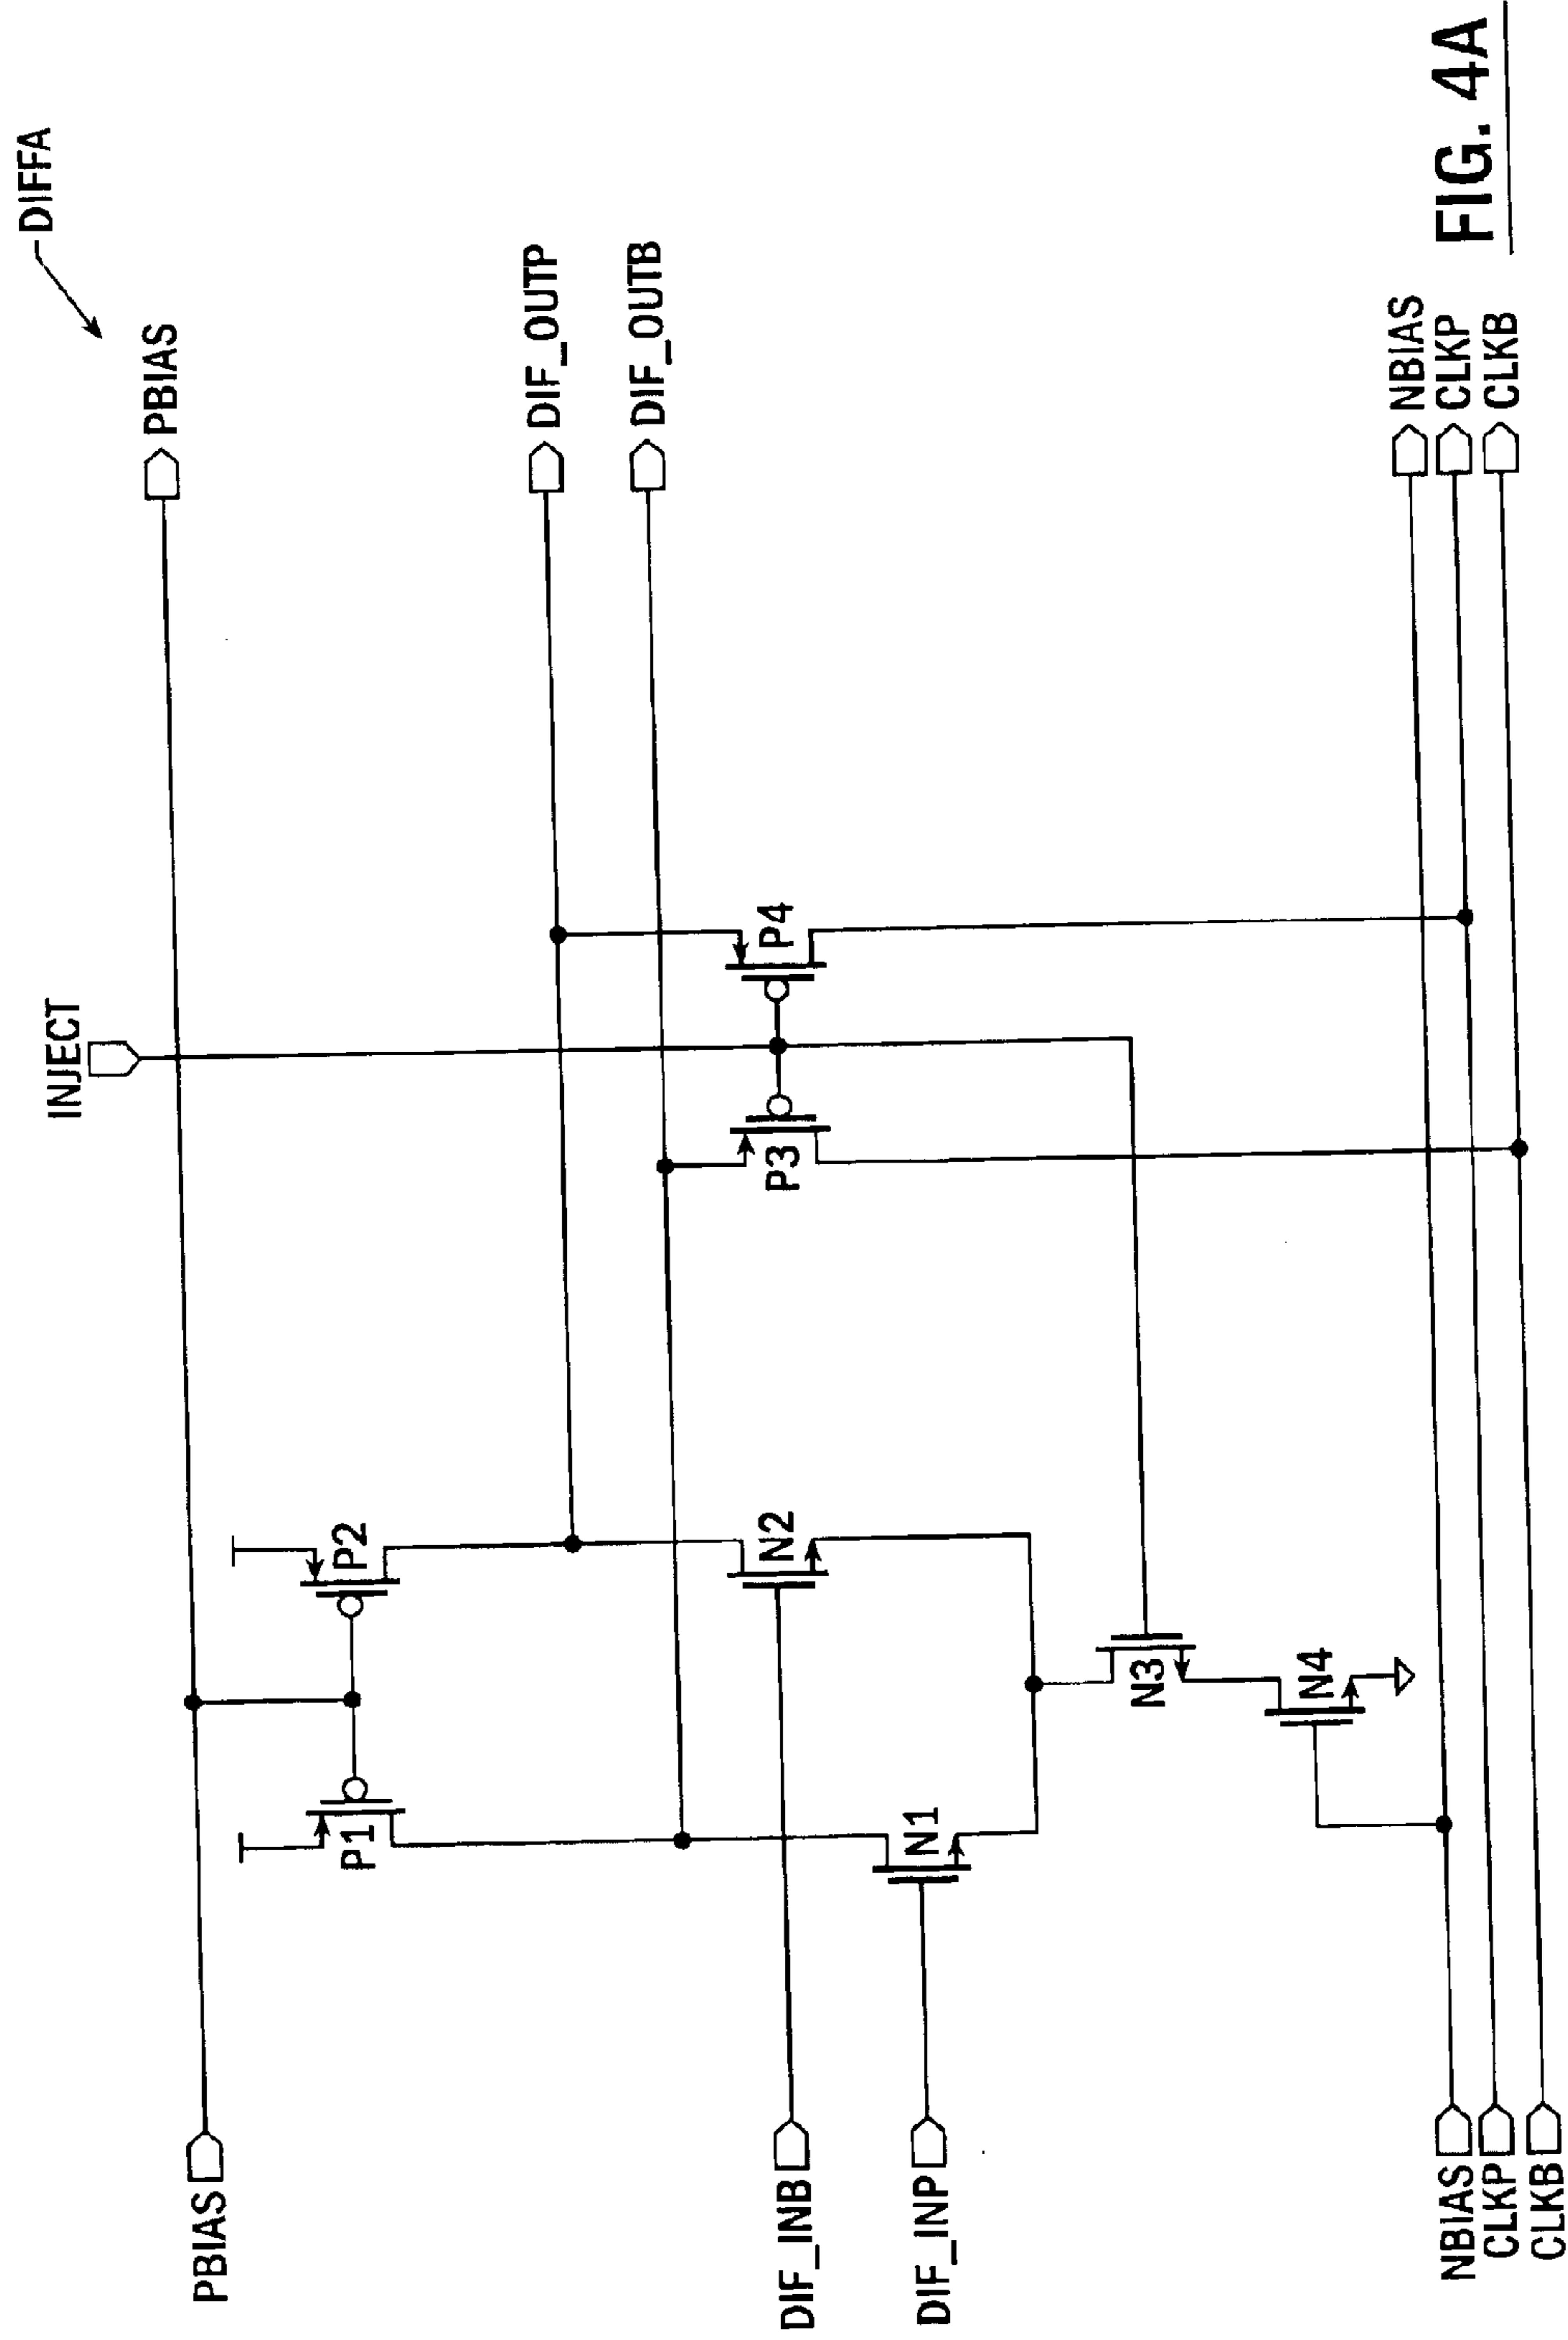 DIFFA
INJECT
PBIAS
PBIAS
P1
P2
DIF_OUTP
DIF_OUTB
DIF_INB
N2
P3
P4
DIF_INP
N1
N3
N4
NBIAS
NBIAS
CLKP
CLKP
CLKB
CLKB
FIG. 4A